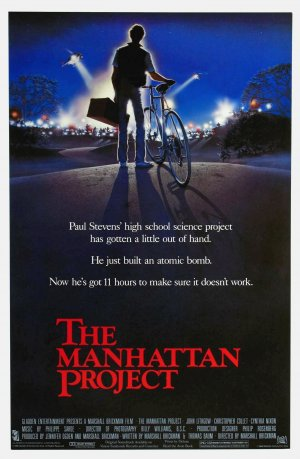 Paul Stevens' high school science project
has gotten a little out of hand.
He just built an atomic bomb.
Now he's got 11 hours to make sure it doesn't work.
THE
MANHATTAN
PROJECT
GLADDEN ENTERTAINMENT PRESENTS A MARSHALL BRICKMAN FILM · THE MANHATTAN PROJECT · JOHN LITHGOW · CHRISTOPHER COLLET · CYNTHIA NIXON
MUSIC BY PHILIPPE SARDE · DIRECTOR OF PHOTOGRAPHY BILLY WILLIAMS, B.S.C. · PRODUCTION DESIGNER PHILIP ROSENBERG
PRODUCED BY JENNIFER OGDEN AND MARSHALL BRICKMAN · WRITTEN BY MARSHALL BRICKMAN & THOMAS BAUM · DIRECTED BY MARSHALL BRICKMAN